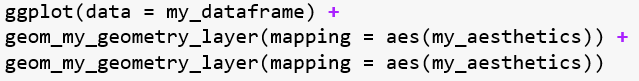 ggplot(data = my_dataframe) +
geom_my_geometry_layer(mapping = aes(my_aesthetics)) +
geom_my_geometry_layer(mapping = aes(my_aesthetics))